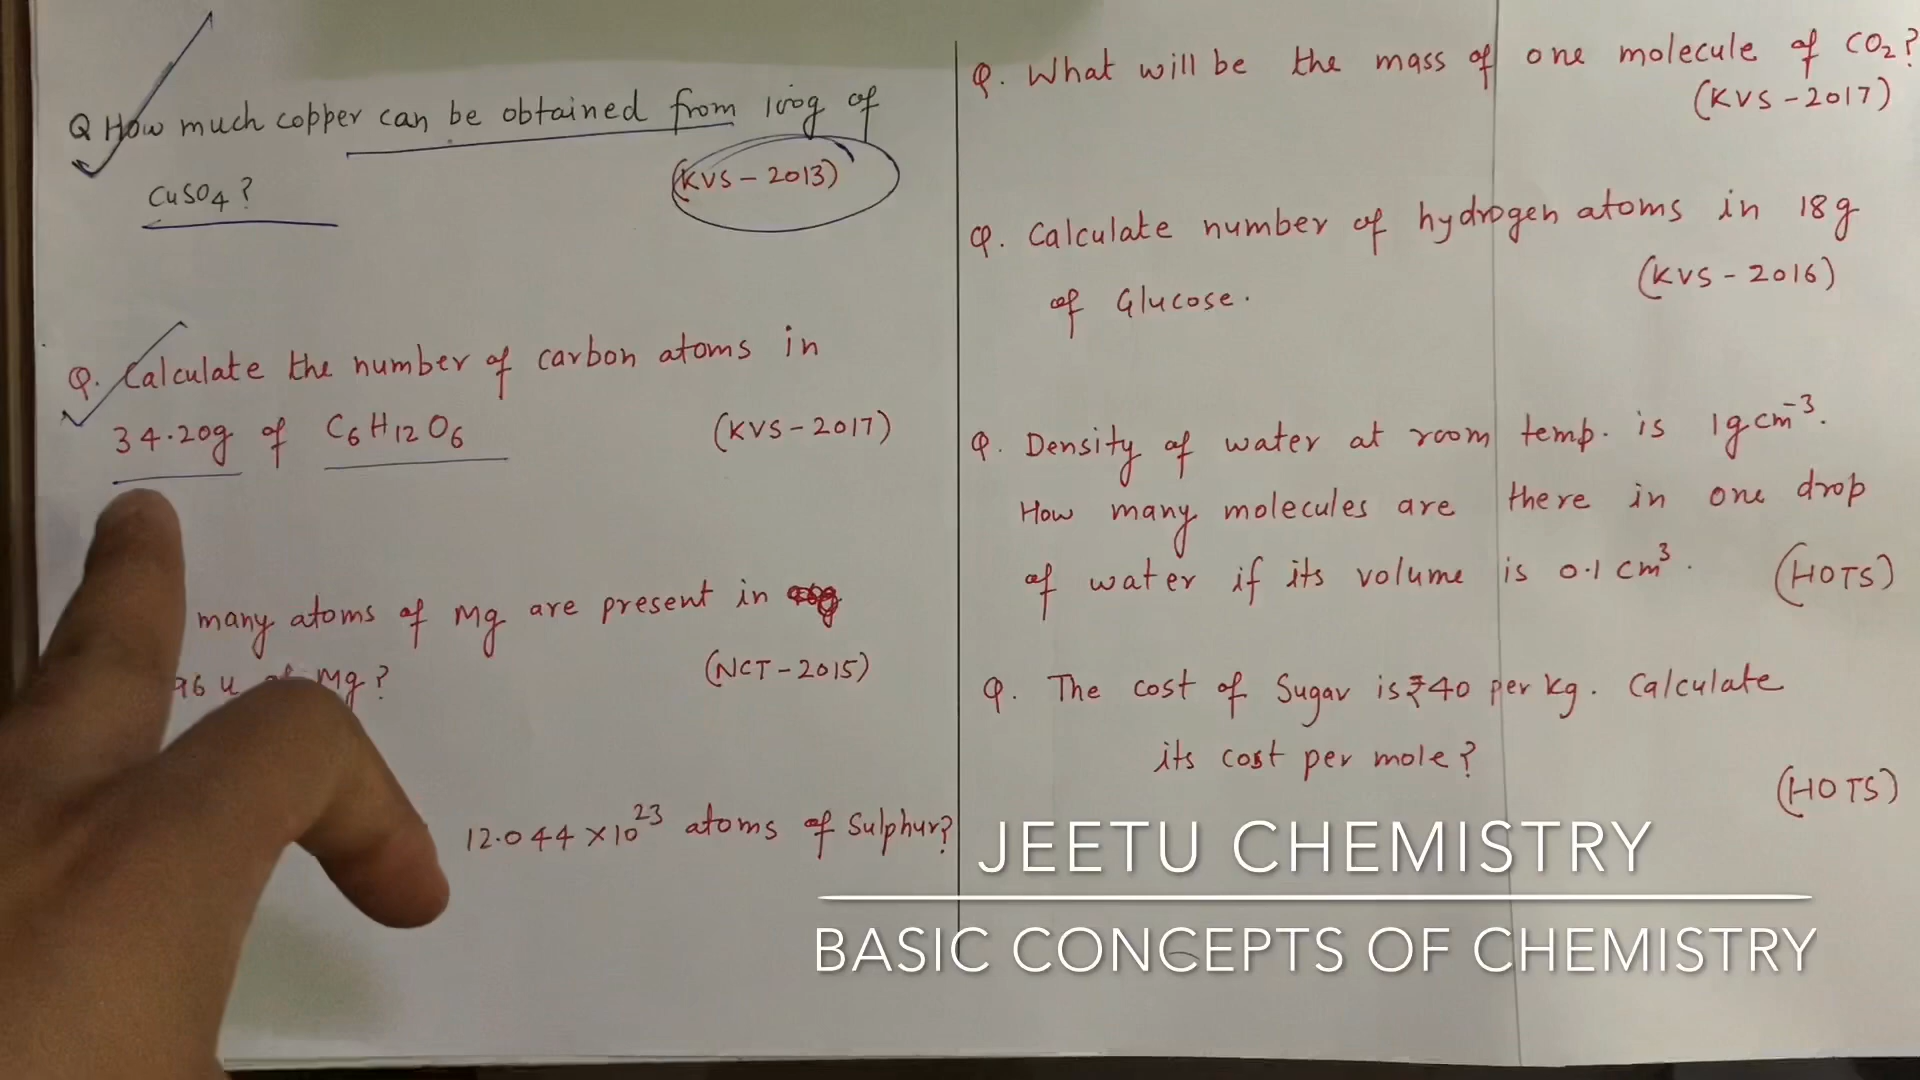 Q How much copper can be obtained from 100g of
CuSO4?
(KVS-2013)
Q. Calculate the number of carbon atoms in
34.20g of C6H12O6
(KVS-2017)
many atoms of Mg are present in
96 u of Mg?
(NCT-2015)
12.044×10²³ atoms of Sulphur?
Q. What will be the mass of one molecule of CO2?
(KVS-2017)
Q. Calculate number of hydrogen atoms in 18g
of Glucose.
(KVS-2016)
Q. Density of water at room temp. is 1g cm⁻³.
How many molecules are there in one drop
of water if its volume is 0.1 cm³.
(HOTS)
Q. The cost of Sugar is ₹40 per kg. Calculate
its cost per mole?
(HOTS)
JEETU CHEMISTRY
BASIC CONCEPTS OF CHEMISTRY